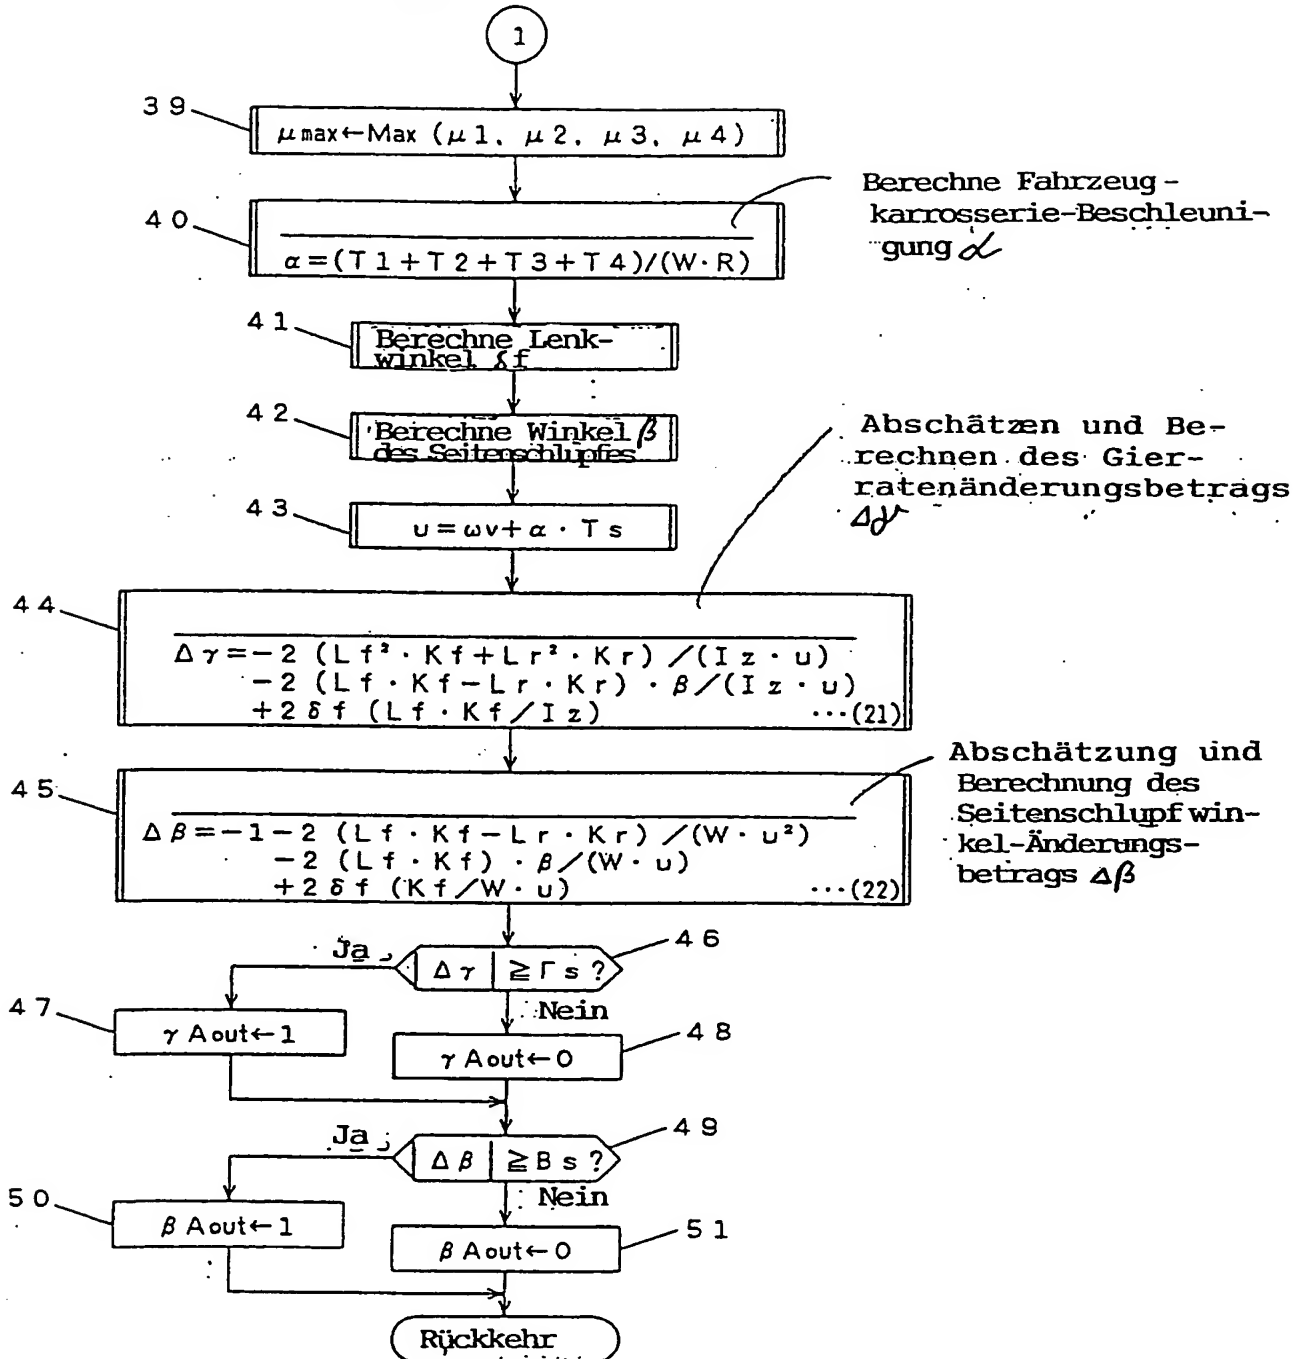 1
39
μmax←Max (μ1, μ2, μ3, μ4)
Berechne Fahrzeug-
karrosserie-Beschleuni-
gung α
40
α=(T1+T2+T3+T4)/(W·R)
41
Berechne Lenk-
winkel δf
42
Berechne Winkel β
des Seitenschlupfes
Abschätzen und Be-
rechnen des Gier-
ratenänderungsbetrags
Δγ
43
u=ωv+α·Ts
44
Δγ=-2 (Lf²·Kf+Lr²·Kr)/(Iz·u)
-2 (Lf·Kf-Lr·Kr)·β/(Iz·u)
+2δf (Lf·Kf/Iz) ···(21)
Abschätzung und
Berechnung des
Seitenschlupfwin-
kel-Änderungs-
betrags Δβ
45
Δβ=-1-2 (Lf·Kf-Lr·Kr)/(W·u²)
-2 (Lf·Kf)·β/(W·u)
+2δf (Kf/W·u) ···(22)
46
Ja
|Δγ|≧Γs?
Nein
47
γAout←1
48
γAout←0
49
Ja
|Δβ|≧Bs?
Nein
50
βAout←1
51
βAout←0
Rückkehr